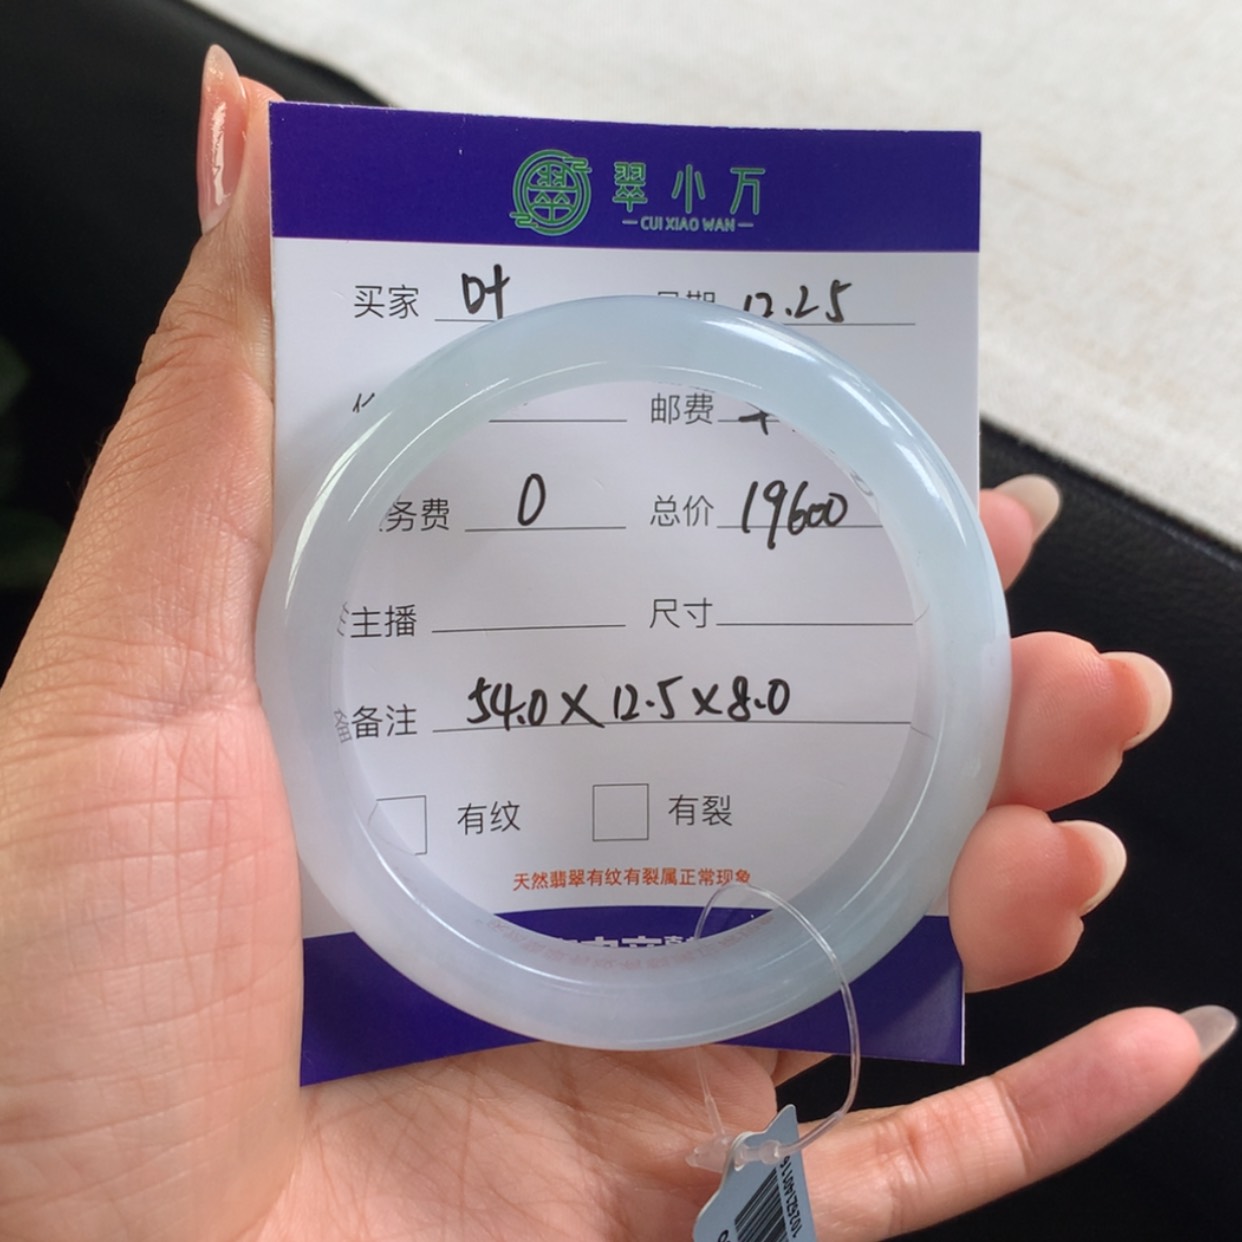 翠小万
CUI XIAO WAN
买家 叶 日期 12.25
邮费
务费 0 总价 19600
主播 尺寸
备注 54.0×12.5×8.0
有纹 有裂
天然翡翠有纹有裂属正常现象